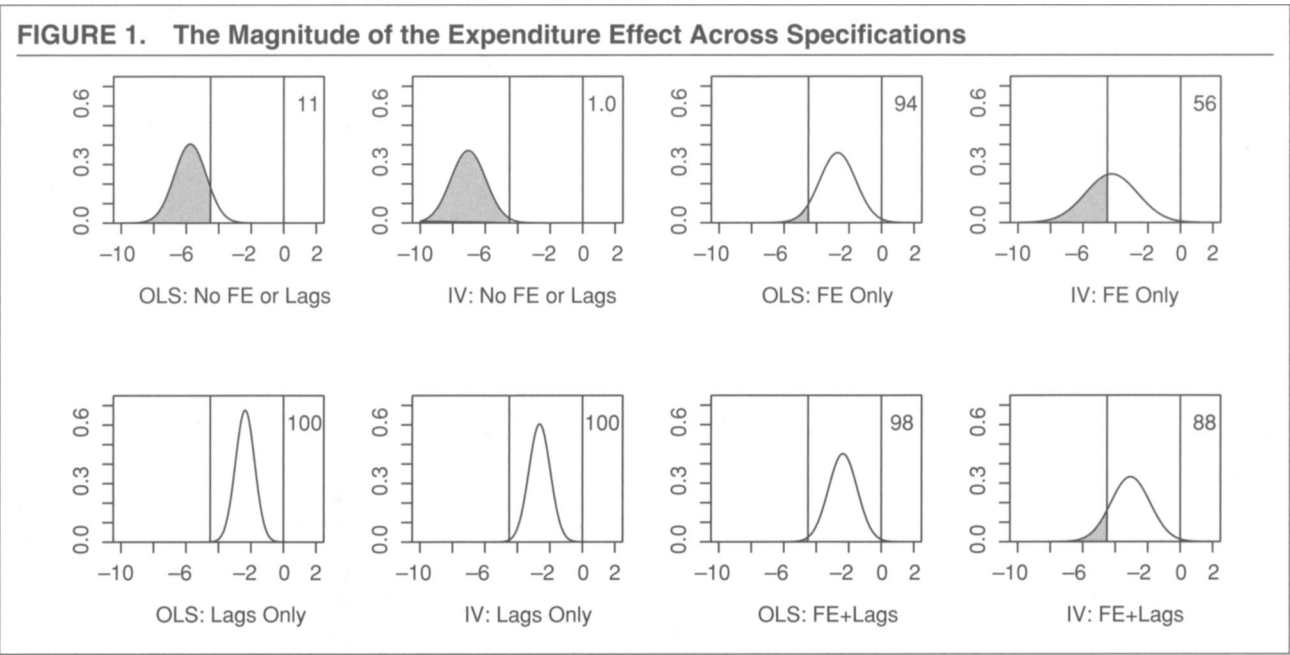 FIGURE 1. The Magnitude of the Expenditure Effect Across Specifications
0.0 0.3 0.6
11
−10 −6 −2 0 2
OLS: No FE or Lags
0.0 0.3 0.6
1.0
−10 −6 −2 0 2
IV: No FE or Lags
0.0 0.3 0.6
94
−10 −6 −2 0 2
OLS: FE Only
0.0 0.3 0.6
56
−10 −6 −2 0 2
IV: FE Only
0.0 0.3 0.6
100
−10 −6 −2 0 2
OLS: Lags Only
0.0 0.3 0.6
100
−10 −6 −2 0 2
IV: Lags Only
0.0 0.3 0.6
98
−10 −6 −2 0 2
OLS: FE+Lags
0.0 0.3 0.6
88
−10 −6 −2 0 2
IV: FE+Lags